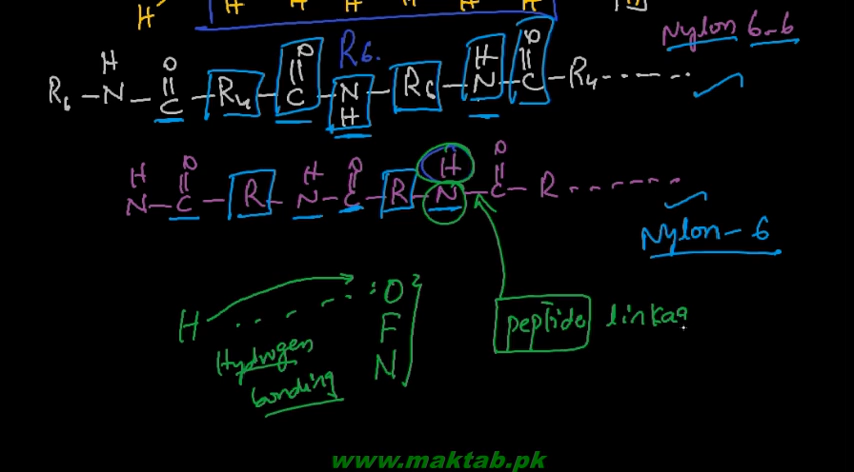 H H H H H H H
Nylon 6-6
R6.
O O H O
R6 - N - C - R4 - C - N - R6 - N - C - R4 ------
H H
H O H O H O
N - C - R - N - C - R - N - C - R -------
Nylon - 6
H ------ :O
F
N
Hydrogen
bonding
peptide linkag
www.maktab.pk